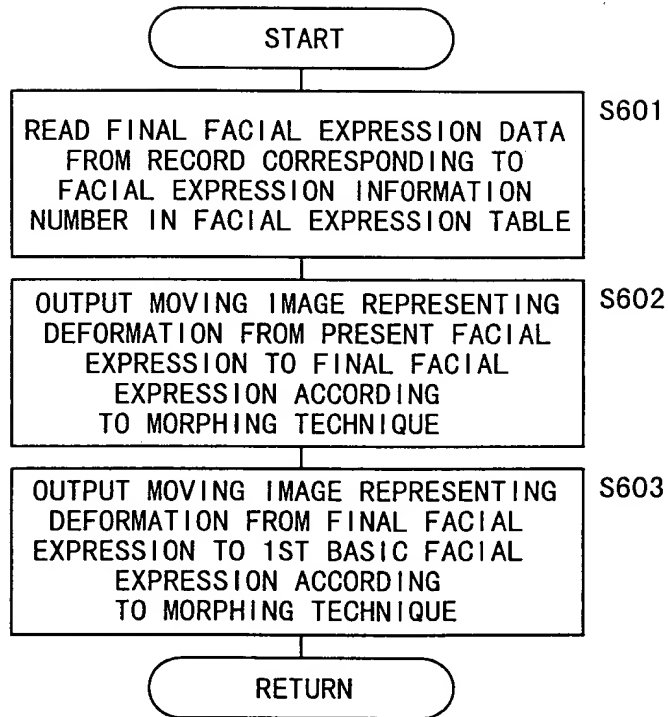 START
S601
READ FINAL FACIAL EXPRESSION DATA
FROM RECORD CORRESPONDING TO
FACIAL EXPRESSION INFORMATION
NUMBER IN FACIAL EXPRESSION TABLE
S602
OUTPUT MOVING IMAGE REPRESENTING
DEFORMATION FROM PRESENT FACIAL
EXPRESSION TO FINAL FACIAL
EXPRESSION ACCORDING
TO MORPHING TECHNIQUE
S603
OUTPUT MOVING IMAGE REPRESENTING
DEFORMATION FROM FINAL FACIAL
EXPRESSION TO 1ST BASIC FACIAL
EXPRESSION ACCORDING
TO MORPHING TECHNIQUE
RETURN